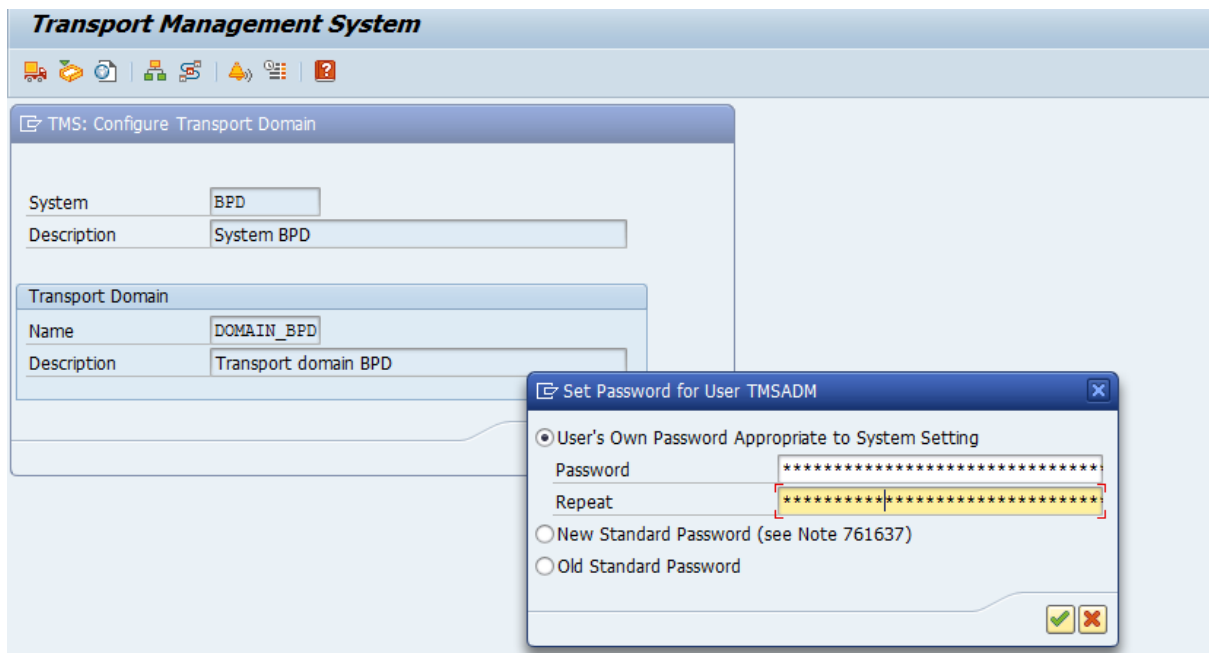 Transport Management System
TMS: Configure Transport Domain
System BPD
Description System BPD
Transport Domain
Name DOMAIN_BPD
Description Transport domain BPD
Set Password for User TMSADM
User's Own Password Appropriate to System Setting
Password *******************************
Repeat *******************************
New Standard Password (see Note 761637)
Old Standard Password